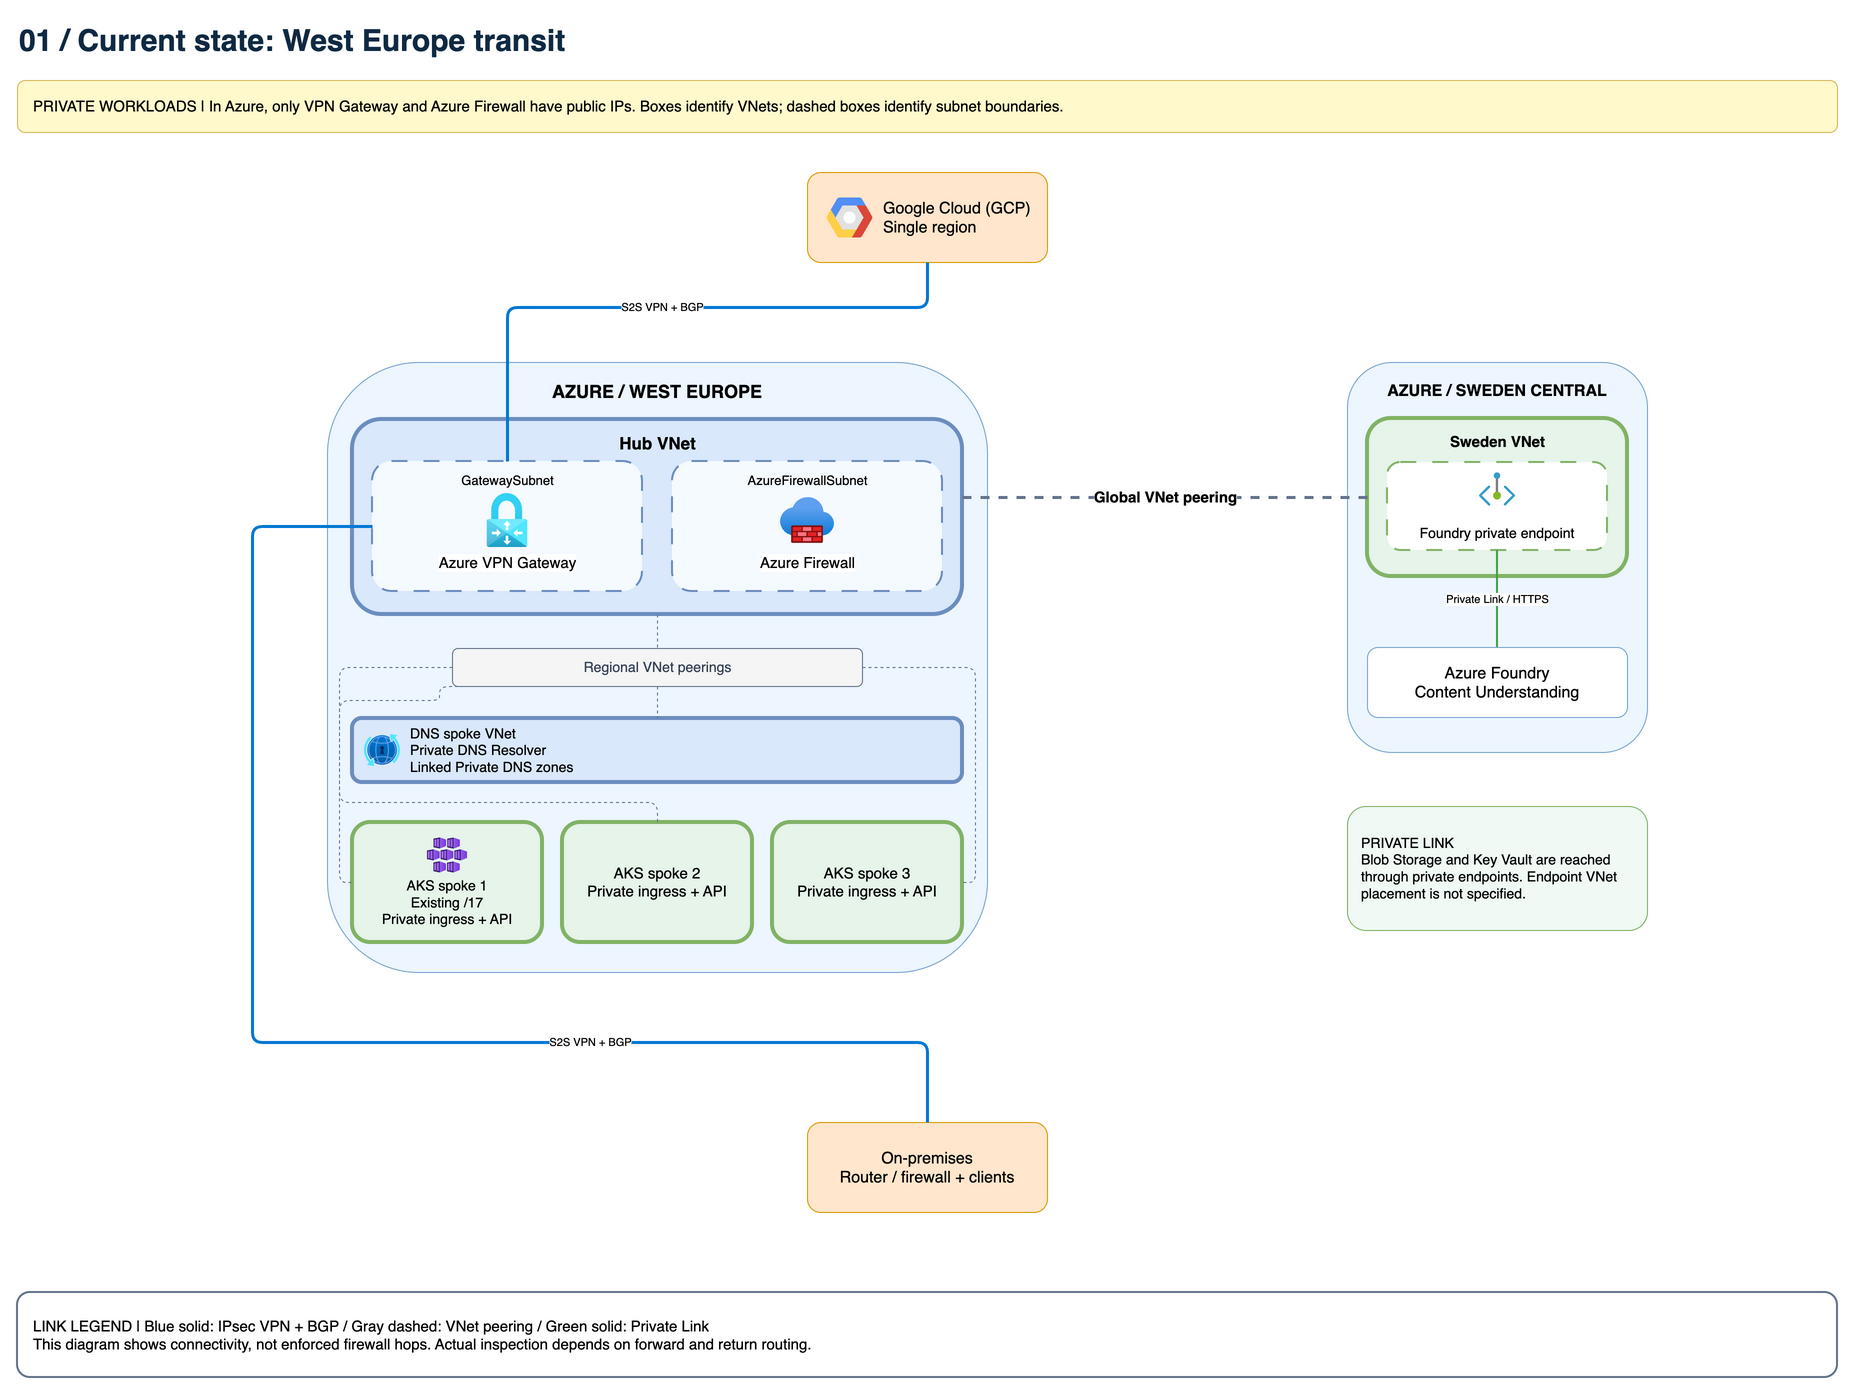 01 / Current state: West Europe transit
PRIVATE WORKLOADS | In Azure, only VPN Gateway and Azure Firewall have public IPs. Boxes identify VNets; dashed boxes identify subnet boundaries.
Google Cloud (GCP)
Single region
S2S VPN + BGP
AZURE / WEST EUROPE
Hub VNet
GatewaySubnet
Azure VPN Gateway
AzureFirewallSubnet
Azure Firewall
Global VNet peering
AZURE / SWEDEN CENTRAL
Sweden VNet
Foundry private endpoint
Private Link / HTTPS
Azure Foundry
Content Understanding
Regional VNet peerings
DNS spoke VNet
Private DNS Resolver
Linked Private DNS zones
AKS spoke 1
Existing /17
Private ingress + API
AKS spoke 2
Private ingress + API
AKS spoke 3
Private ingress + API
PRIVATE LINK
Blob Storage and Key Vault are reached
through private endpoints. Endpoint VNet
placement is not specified.
S2S VPN + BGP
On-premises
Router / firewall + clients
LINK LEGEND | Blue solid: IPsec VPN + BGP / Gray dashed: VNet peering / Green solid: Private Link
This diagram shows connectivity, not enforced firewall hops. Actual inspection depends on forward and return routing.